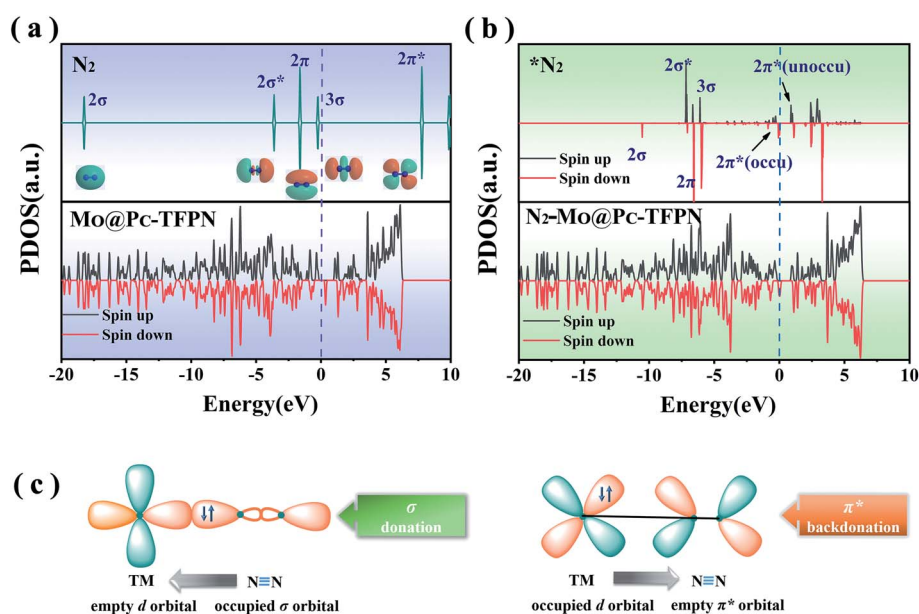 (a)
N₂
2σ
2σ*
2π
3σ
2π*
Mo@Pc-TFPN
Spin up
Spin down
PDOS(a.u.)
-20 -15 -10 -5 0 5 10
Energy(eV)
(b)
*N₂
2σ*
2π*(unoccu)
3σ
2σ
2π
2π*(occu)
Spin up
Spin down
N₂-Mo@Pc-TFPN
Spin up
Spin down
PDOS(a.u.)
-20 -15 -10 -5 0 5 10
Energy(eV)
(c)
σ
donation
TM N≡N
empty d orbital occupied σ orbital
π*
backdonation
TM N≡N
occupied d orbital empty π* orbital